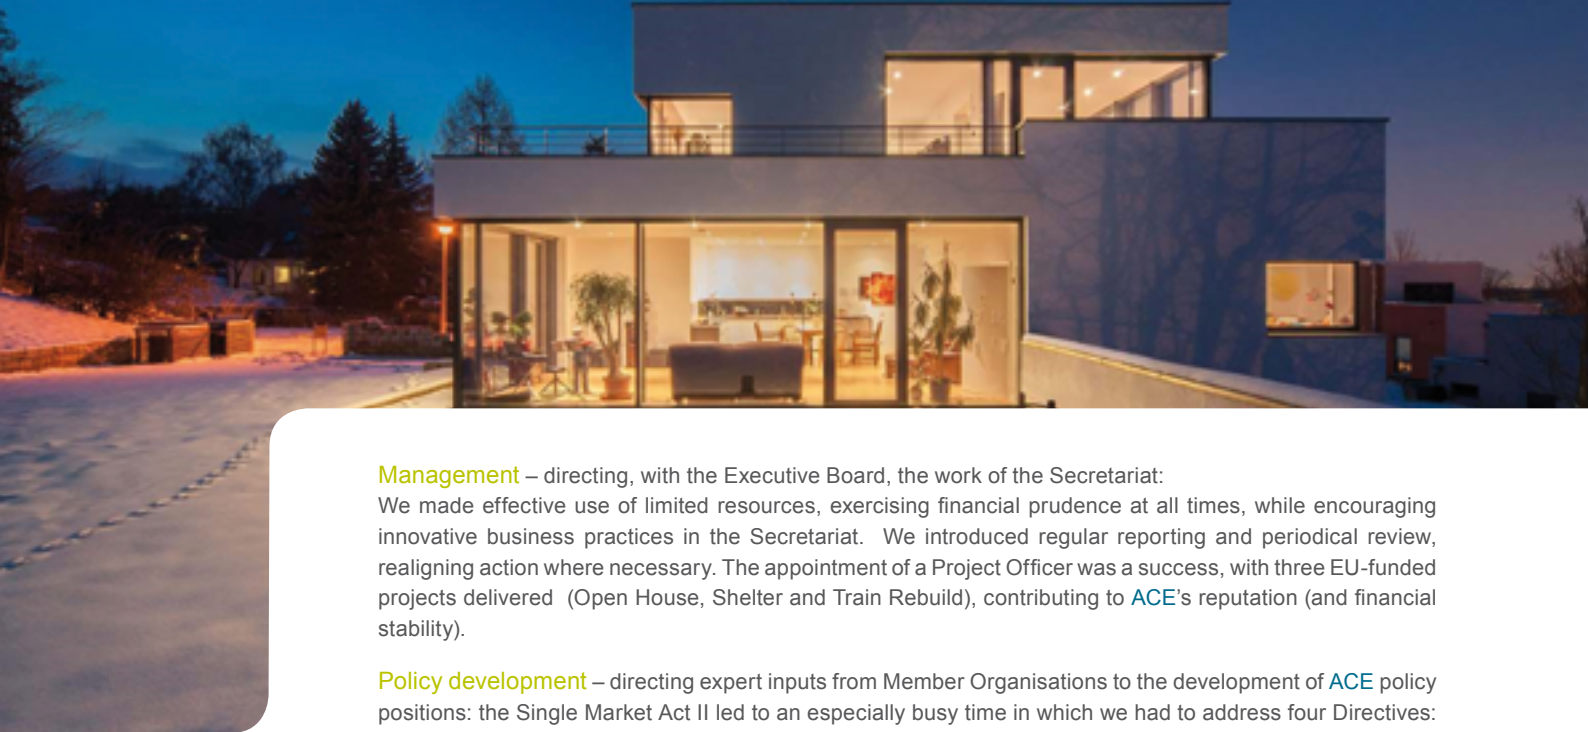 Management – directing, with the Executive Board, the work of the Secretariat:
We made effective use of limited resources, exercising financial prudence at all times, while encouraging
innovative business practices in the Secretariat.  We introduced regular reporting and periodical review,
realigning action where necessary. The appointment of a Project Officer was a success, with three EU-funded
projects delivered  (Open House, Shelter and Train Rebuild), contributing to ACE’s reputation (and financial
stability).
Policy development – directing expert inputs from Member Organisations to the development of ACE policy
positions: the Single Market Act II led to an especially busy time in which we had to address four Directives: